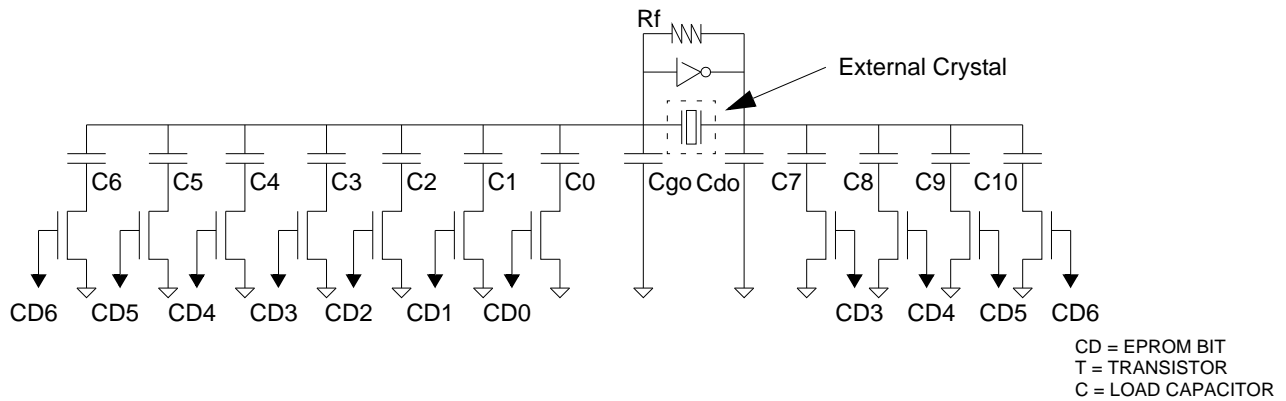 Rf
External Crystal
C6 C5 C4 C3 C2 C1 C0 Cgo Cdo C7 C8 C9 C10
CD6 CD5 CD4 CD3 CD2 CD1 CD0 CD3 CD4 CD5 CD6
CD = EPROM BIT
T = TRANSISTOR
C = LOAD CAPACITOR